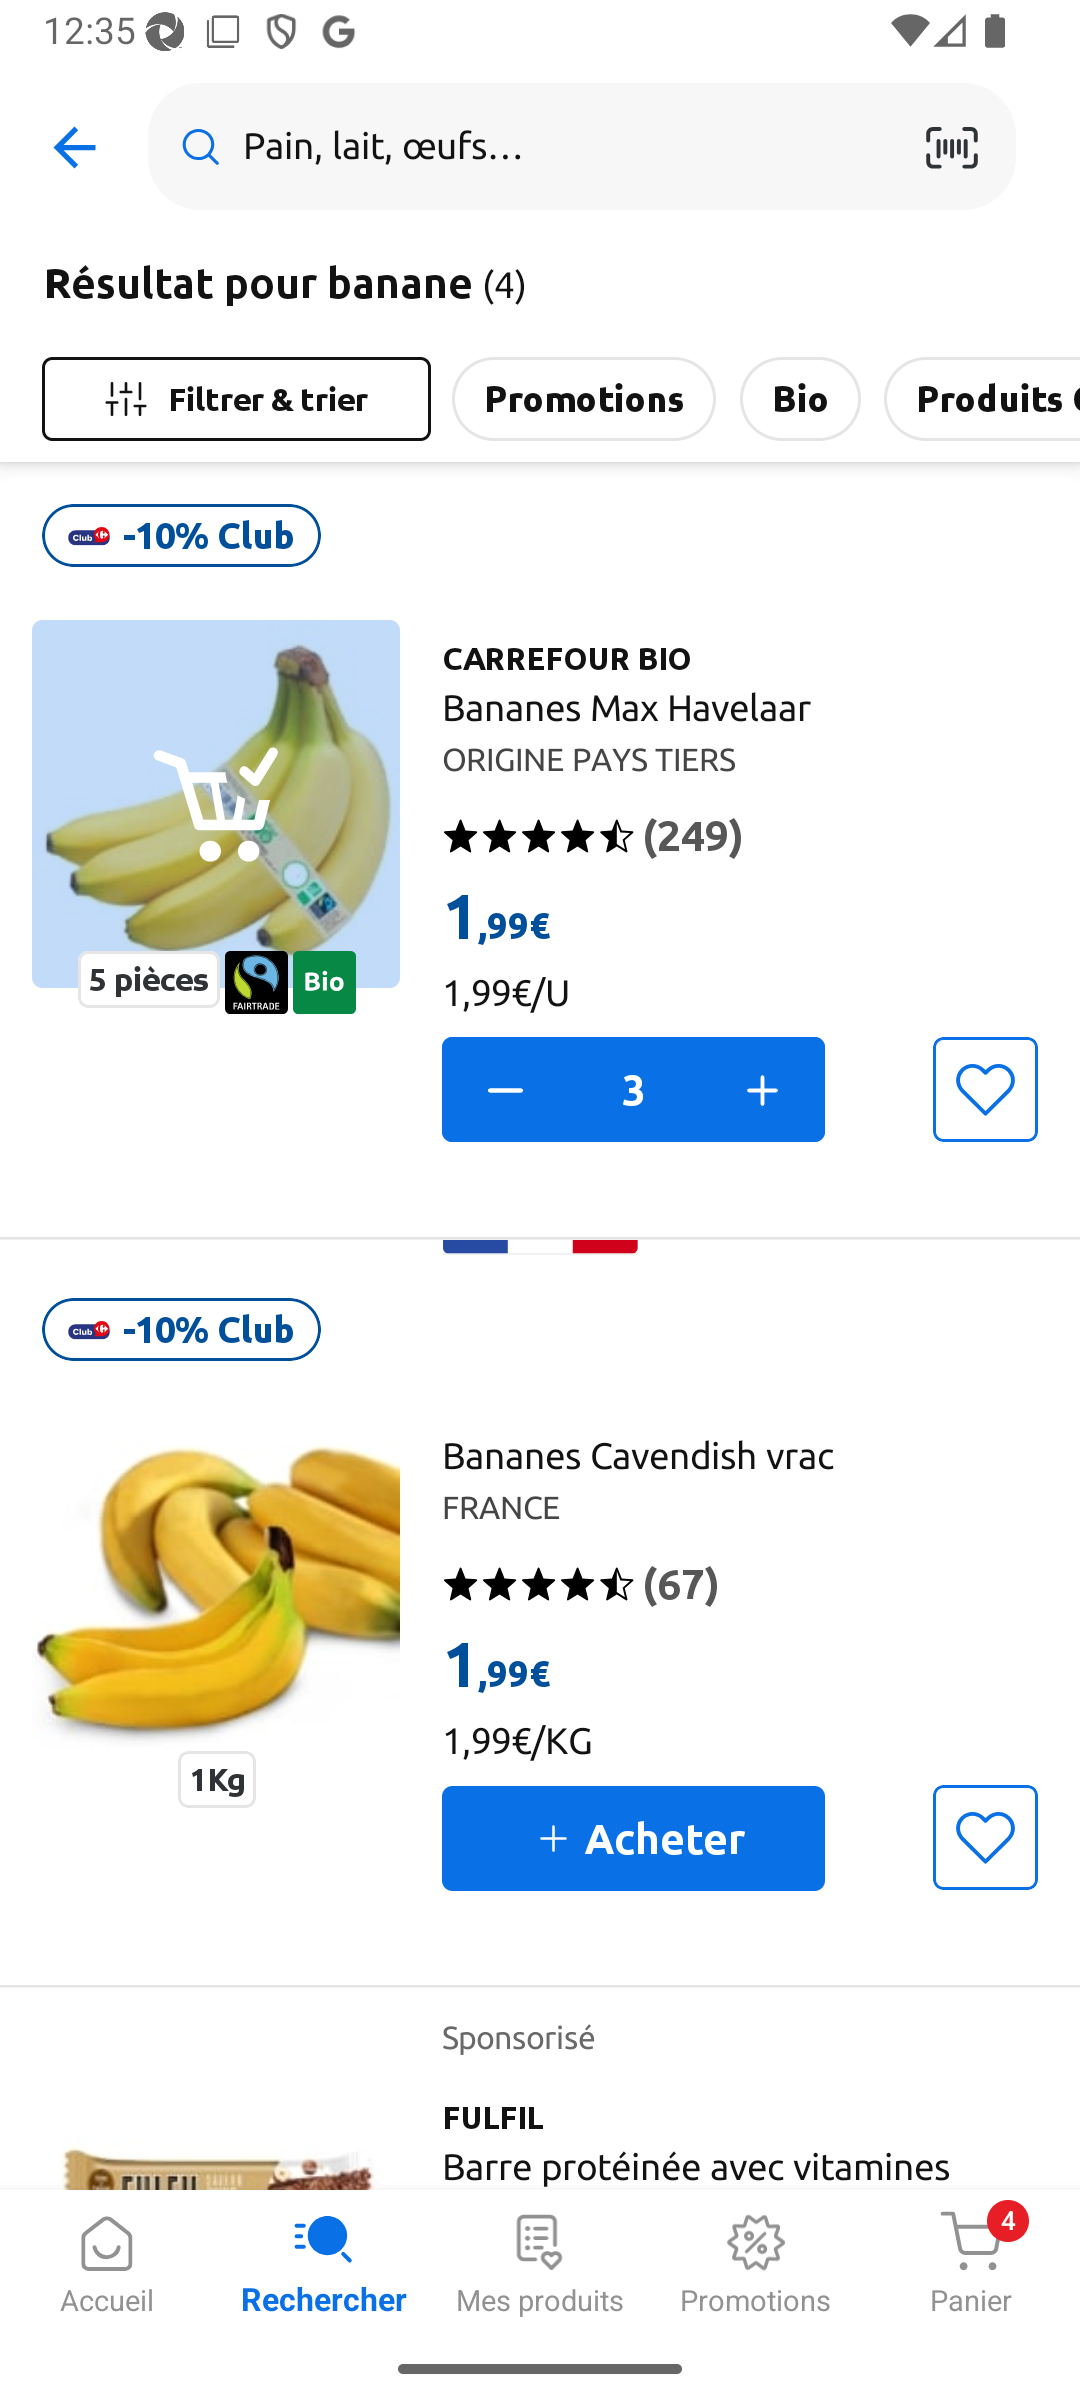 12:35
Pain, lait, œufs…
Résultat pour banane (4)
Filtrer & trier
Promotions
Bio
Produits
Club -10% Club
CARREFOUR BIO
Bananes Max Havelaar
ORIGINE PAYS TIERS
(249)
1,99€
5 pièces
FAIRTRADE
Bio
1,99€/U
3
Club -10% Club
Bananes Cavendish vrac
FRANCE
(67)
1,99€
1,99€/KG
1Kg
+ Acheter
Sponsorisé
FULFIL
Barre protéinée avec vitamines
FULFIL
4
Accueil
Rechercher
Mes produits
Promotions
Panier